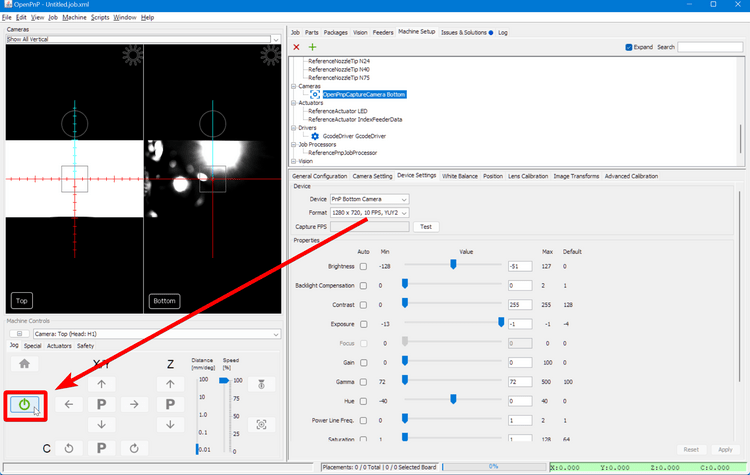 OpenPnP - Untitled.job.xml
File Edit View Job Machine Scripts Window Help
Cameras
Show All Vertical
Top
Bottom
Machine Controls
Camera: Top (Head: H1)
Jog Special Actuators Safety
X/Y Z Distance [mm/deg] Speed [%]
100 100
10 75
1.0 50
0.1 25
0.01 0
P P
C P
Job Parts Packages Vision Feeders Machine Setup Issues & Solutions Log
Expand Search
ReferenceNozzleTip N24
ReferenceNozzleTip N40
ReferenceNozzleTip N75
Cameras
OpenPnpCaptureCamera Bottom
Actuators
ReferenceActuator LED
ReferenceActuator IndexFeederData
Drivers
GcodeDriver GcodeDriver
Job Processors
ReferencePnpJobProcessor
Vision
General Configuration Camera Settling Device Settings White Balance Position Lens Calibration Image Transforms Advanced Calibration
Device
Device PnP Bottom Camera
Format 1280 x 720, 10 FPS, YUY2
Capture FPS Test
Properties
Auto Min Value Max Default
Brightness -128 -51 127 0
Backlight Compensation 0 0 2 1
Contrast 0 255 255 128
Exposure -13 -1 -1 -4
Focus 0 0 0 0
Gain 0 0 100 0
Gamma 72 72 500 100
Hue -40 0 40 0
Power Line Freq. 0 1 2 1
Saturation 1 1 128 64
Reset Apply
Placements: 0 / 0 Total | 0 / 0 Selected Board 0% X:0.000 Y:0.000 Z:0.000 C:0.000